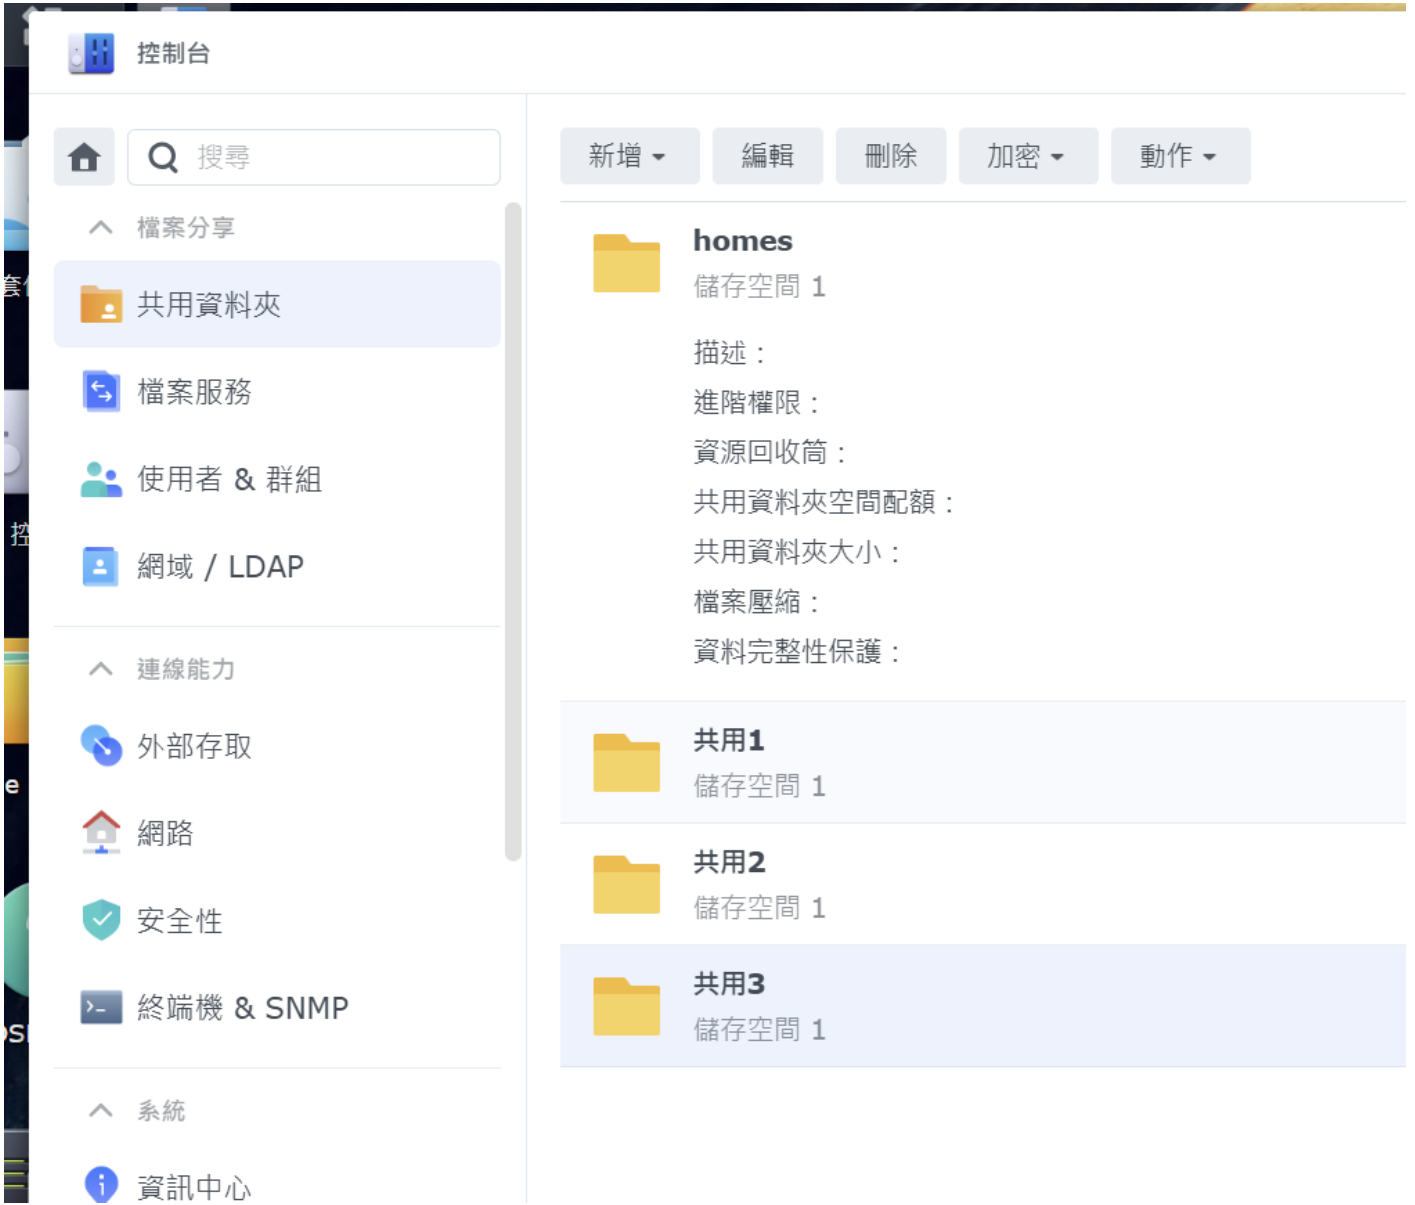 控制台
搜尋
檔案分享
共用資料夾
檔案服務
使用者 & 群組
網域 / LDAP
連線能力
外部存取
網路
安全性
終端機 & SNMP
系統
資訊中心
新增
編輯
刪除
加密
動作
homes
儲存空間 1
描述：
進階權限：
資源回收筒：
共用資料夾空間配額：
共用資料夾大小：
檔案壓縮：
資料完整性保護：
共用1
儲存空間 1
共用2
儲存空間 1
共用3
儲存空間 1
套
控
e